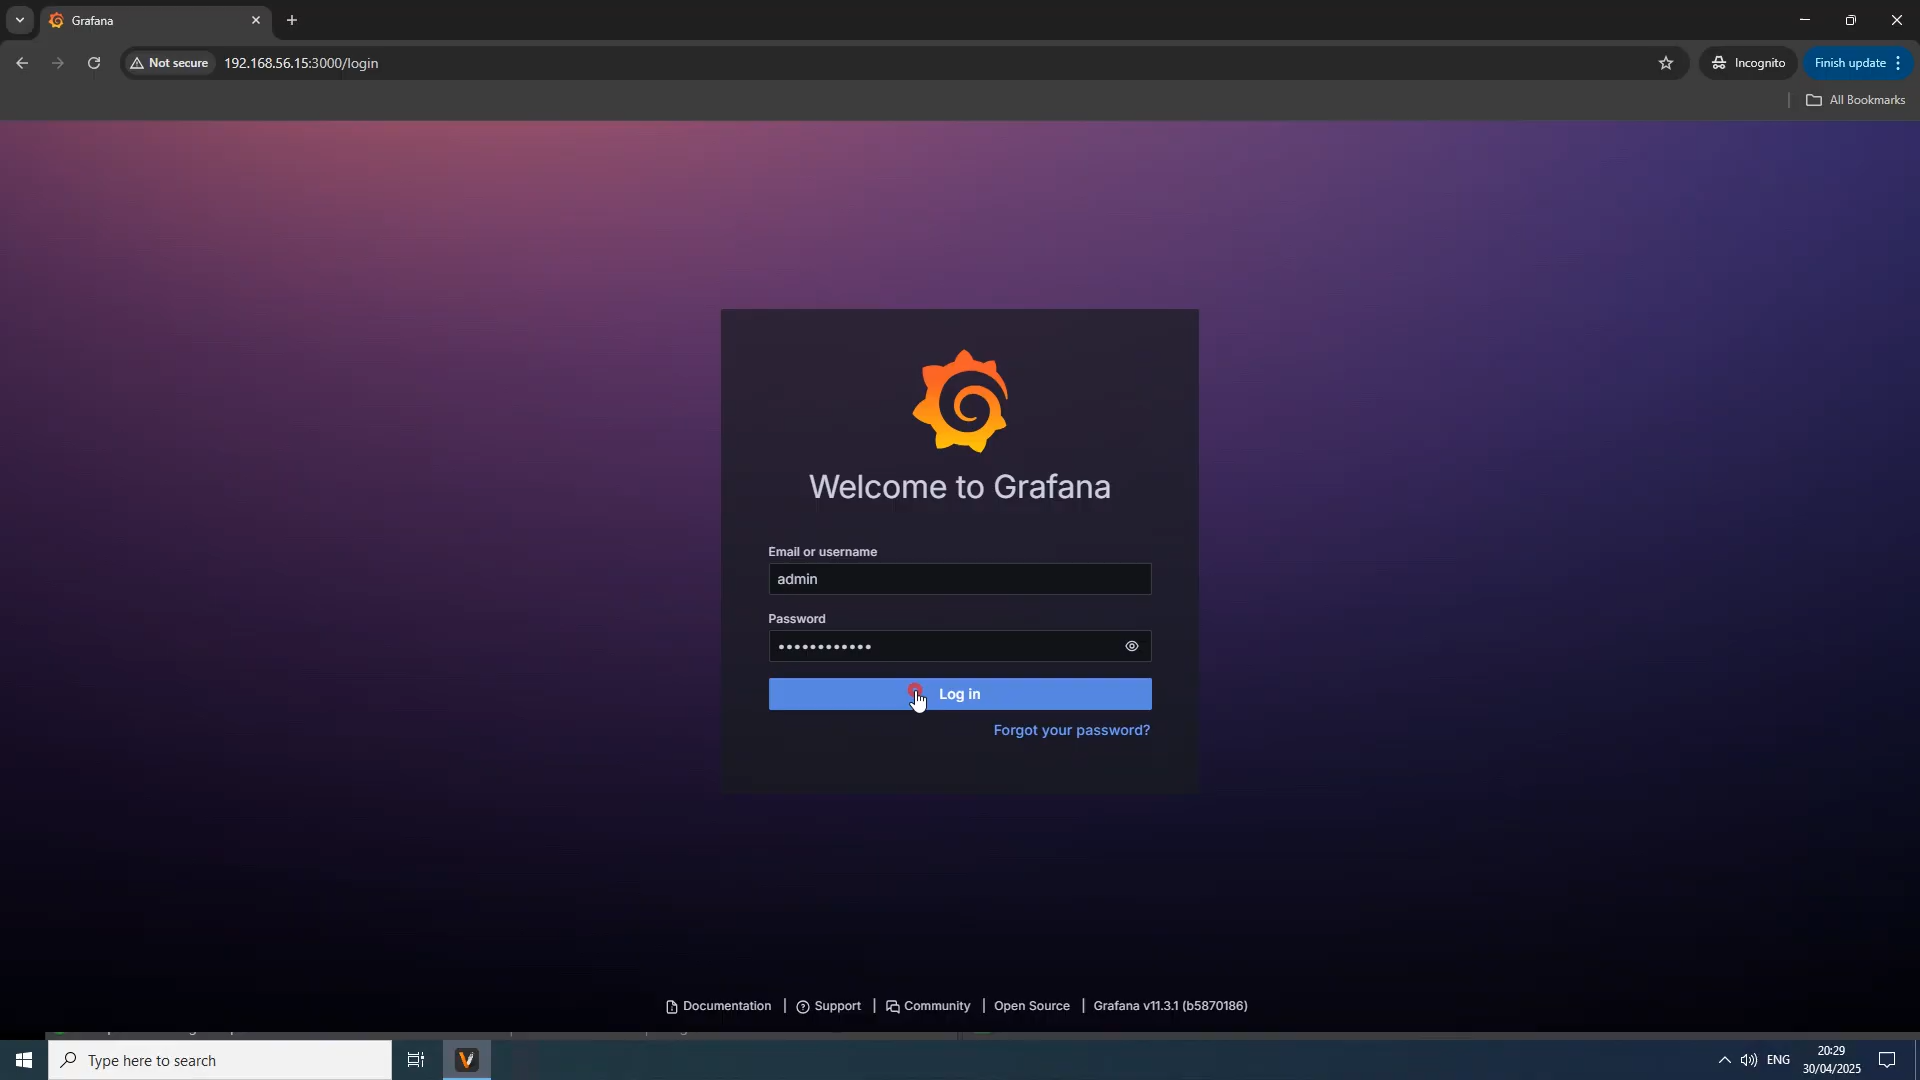 Grafana
Not secure
192.168.56.15:3000/login
Incognito
Finish update
All Bookmarks
Welcome to Grafana
Email or username
admin
Password
••••••••••••
Log in
Forgot your password?
Documentation | Support | Community | Open Source | Grafana v11.3.1 (b5870186)
Type here to search
ENG
20:29
30/04/2025